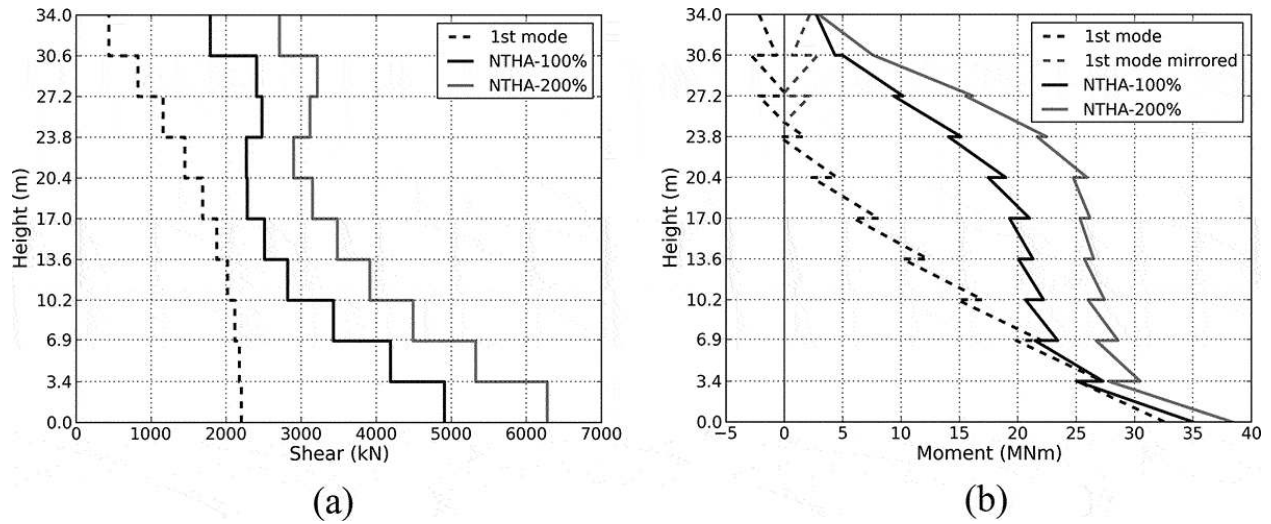 34.0
30.6
27.2
23.8
20.4
17.0
13.6
10.2
6.9
3.4
0.0
Height (m)
1st mode
NTHA-100%
NTHA-200%
0 1000 2000 3000 4000 5000 6000 7000
Shear (kN)
(a)
34.0
30.6
27.2
23.8
20.4
17.0
13.6
10.2
6.9
3.4
0.0
Height (m)
1st mode
1st mode mirrored
NTHA-100%
NTHA-200%
−5 0 5 10 15 20 25 30 35 40
Moment (MNm)
(b)